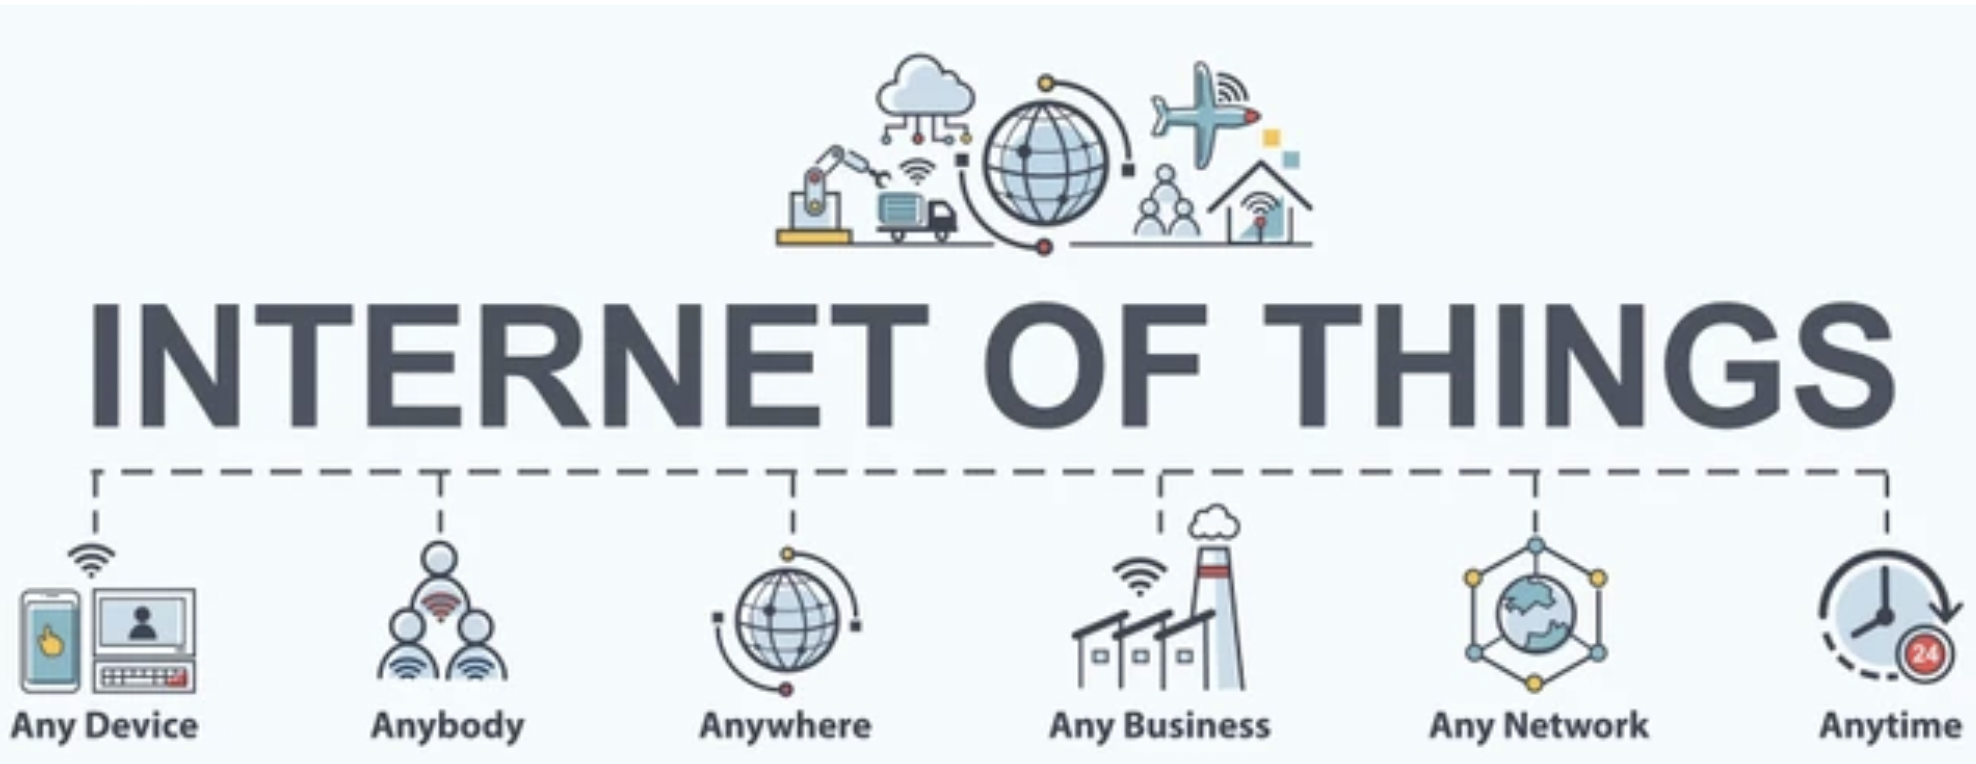 INTERNET OF THINGS
24
Any Device
Anybody
Anywhere
Any Business
Any Network
Anytime